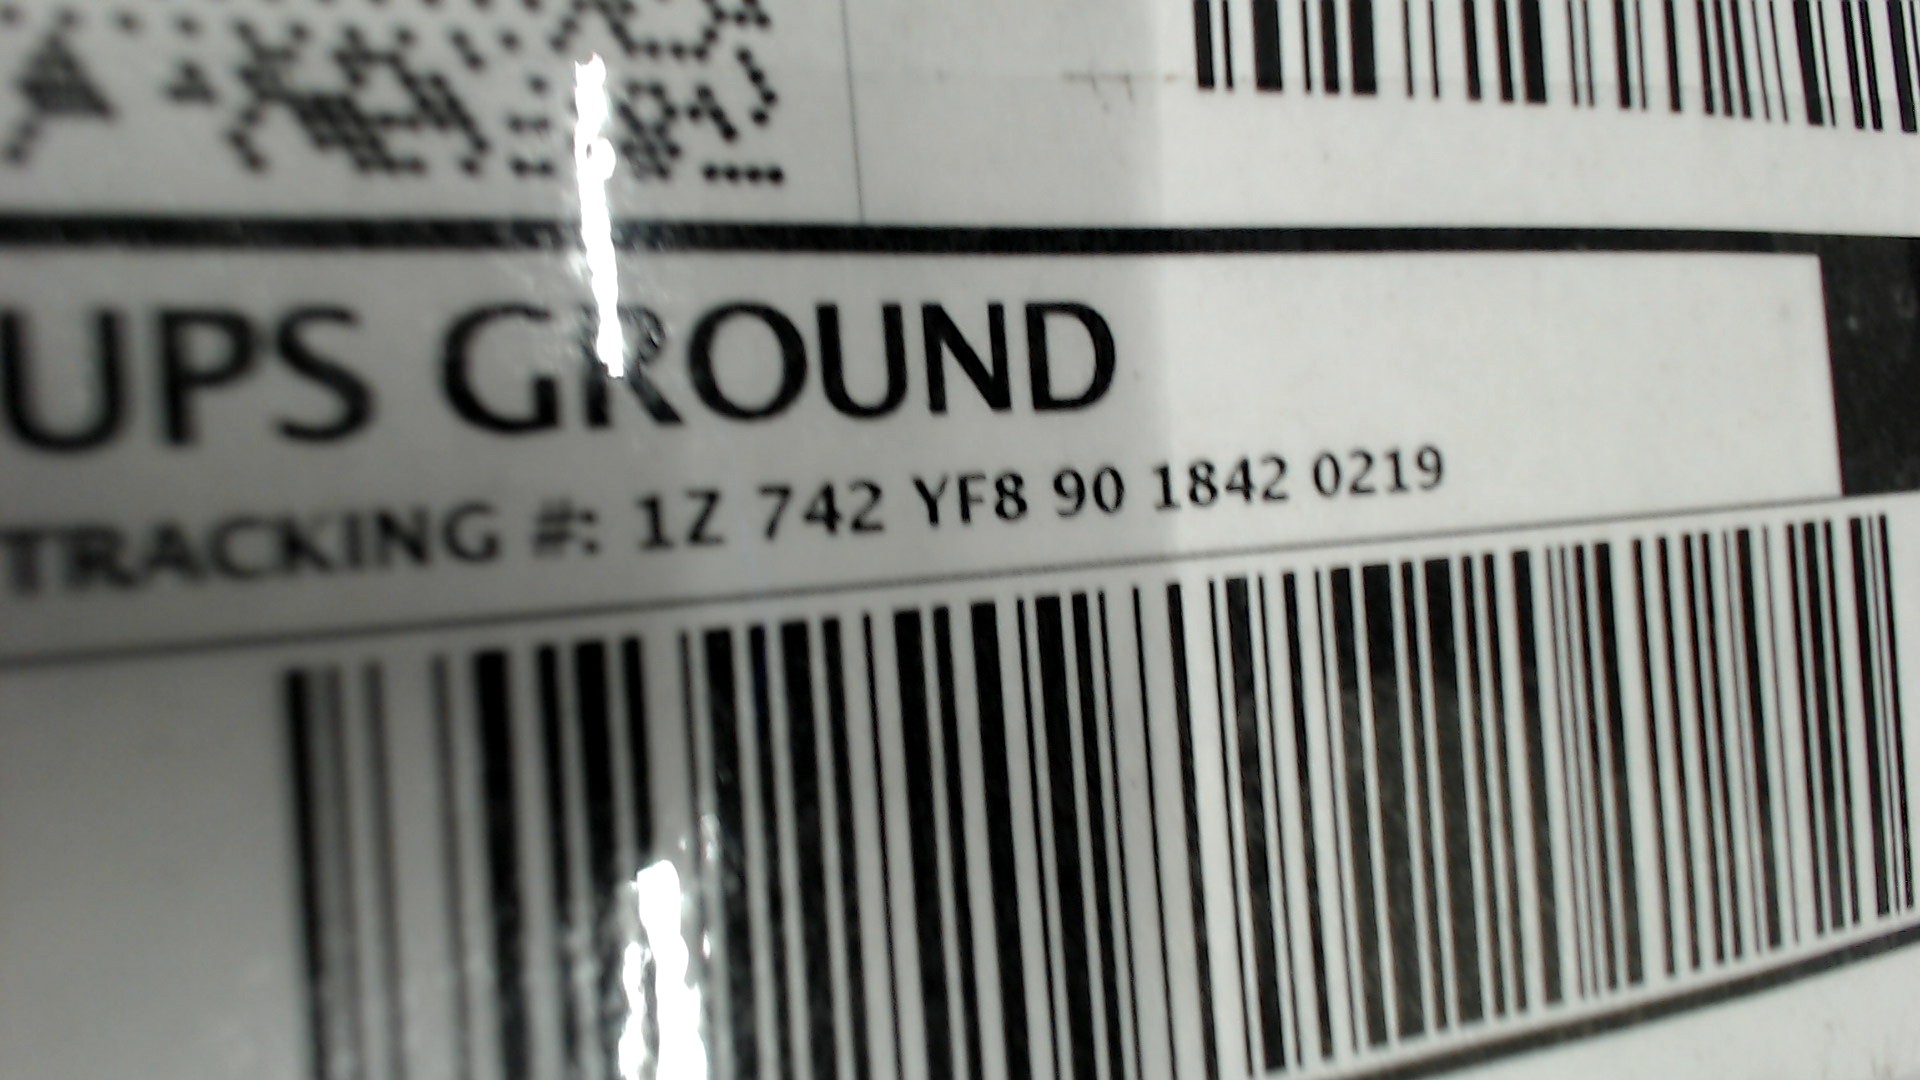 UPS GROUND
TRACKING #: 1Z 742 YF8 90 1842 0219